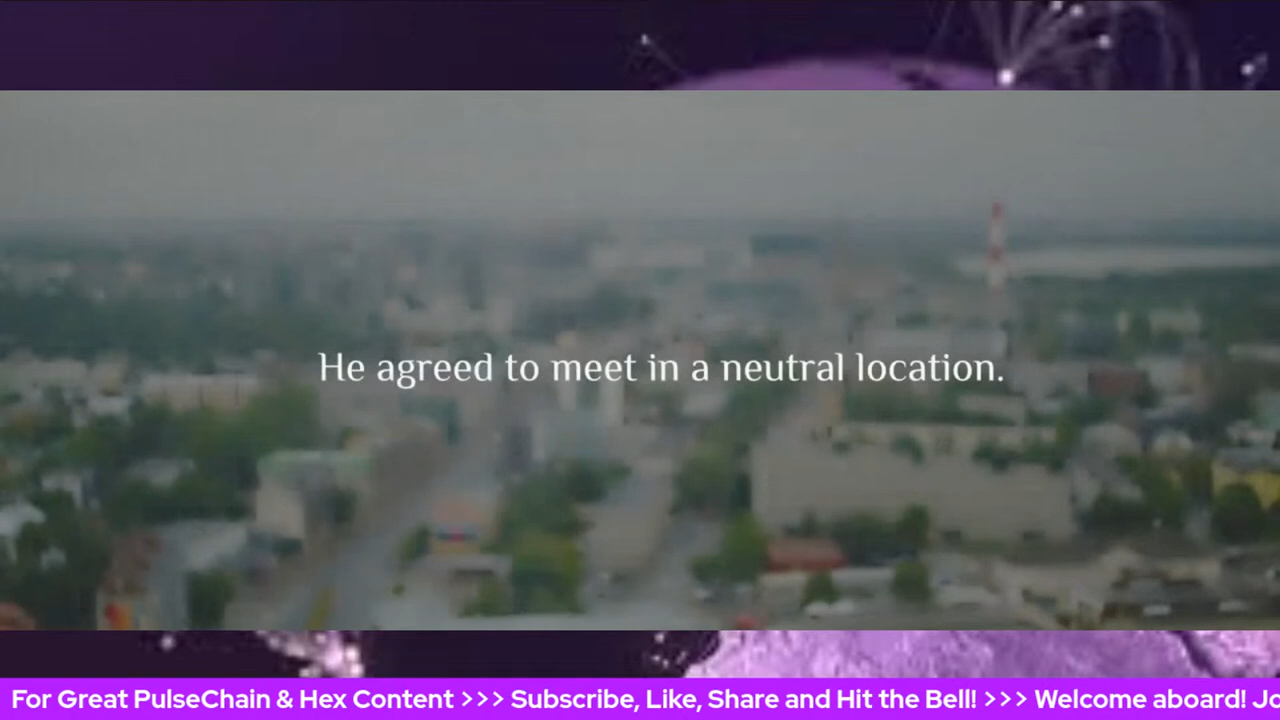 He agreed to meet in a neutral location.
For Great PulseChain & Hex Content >>> Subscribe, Like, Share and Hit the Bell! >>> Welcome aboard! Jo